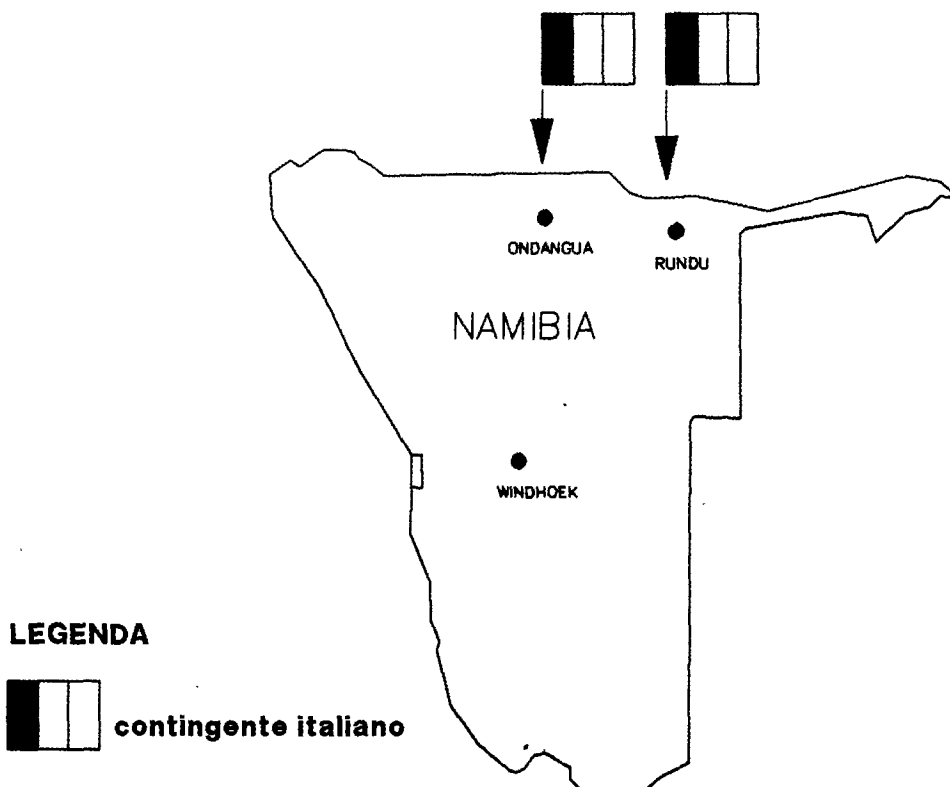 ONDANGUA
RUNDU
NAMIBIA
WINDHOEK
LEGENDA
contingente italiano